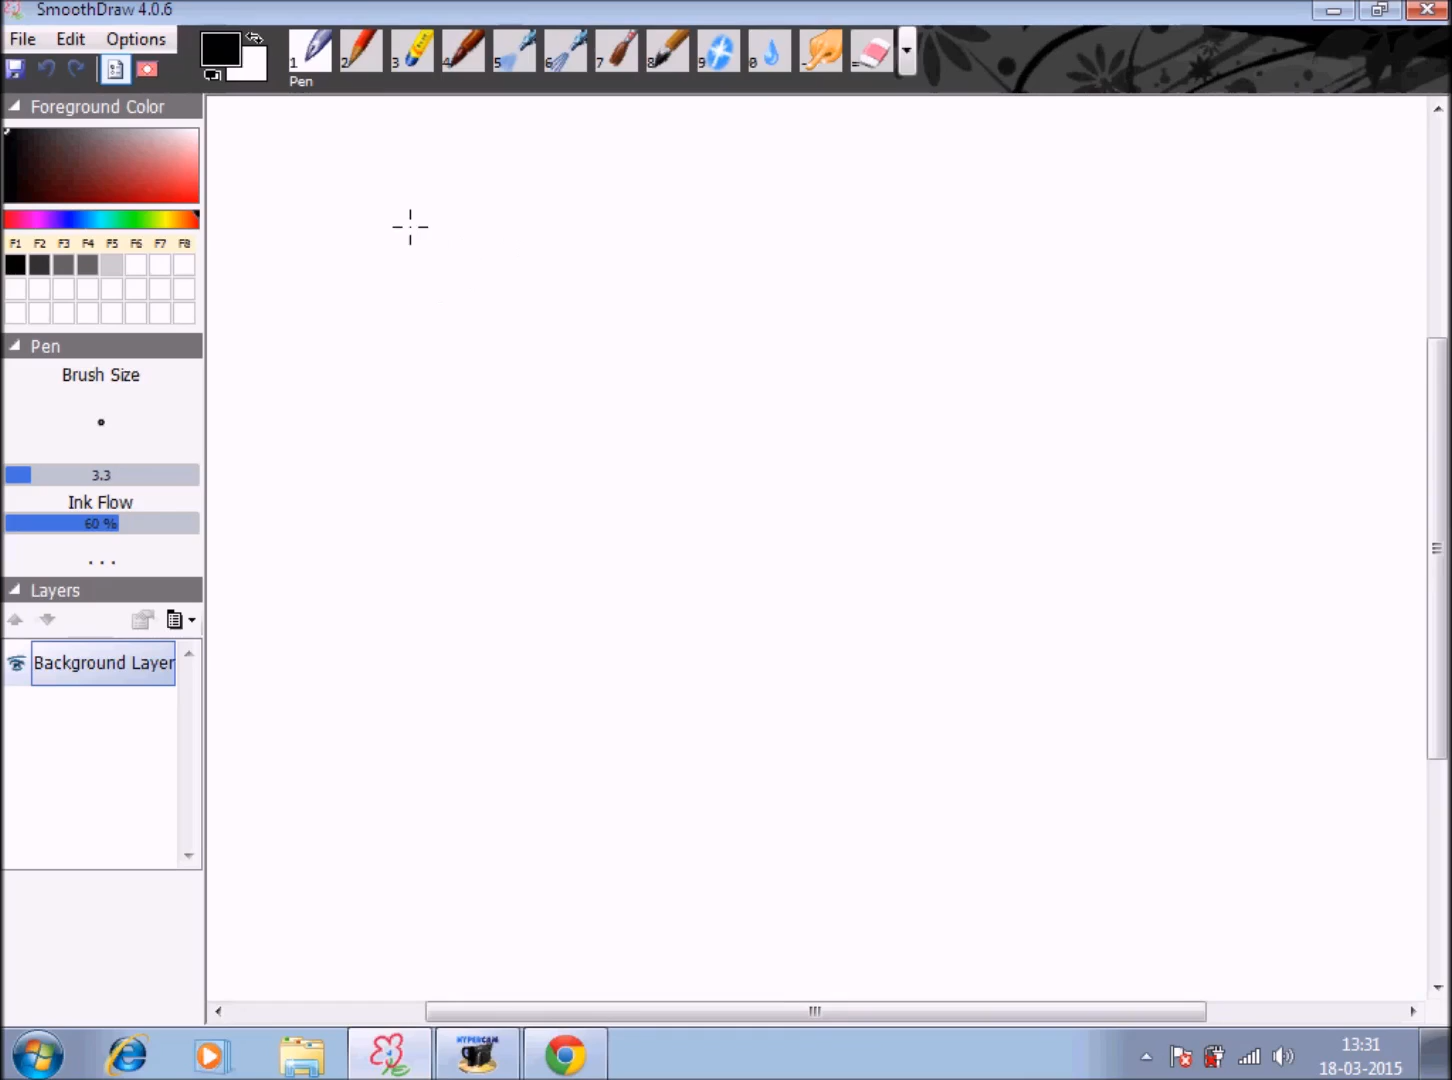 SmoothDraw 4.0.6
File Edit Options
1 2 3 4 5 6 7 8 9 0 - =
Pen
Foreground Color
F1 F2 F3 F4 F5 F6 F7 F8
Pen
Brush Size
3.3
Ink Flow
60 %
...
Layers
Background Layer
HYPERCAM
13:31
18-03-2015